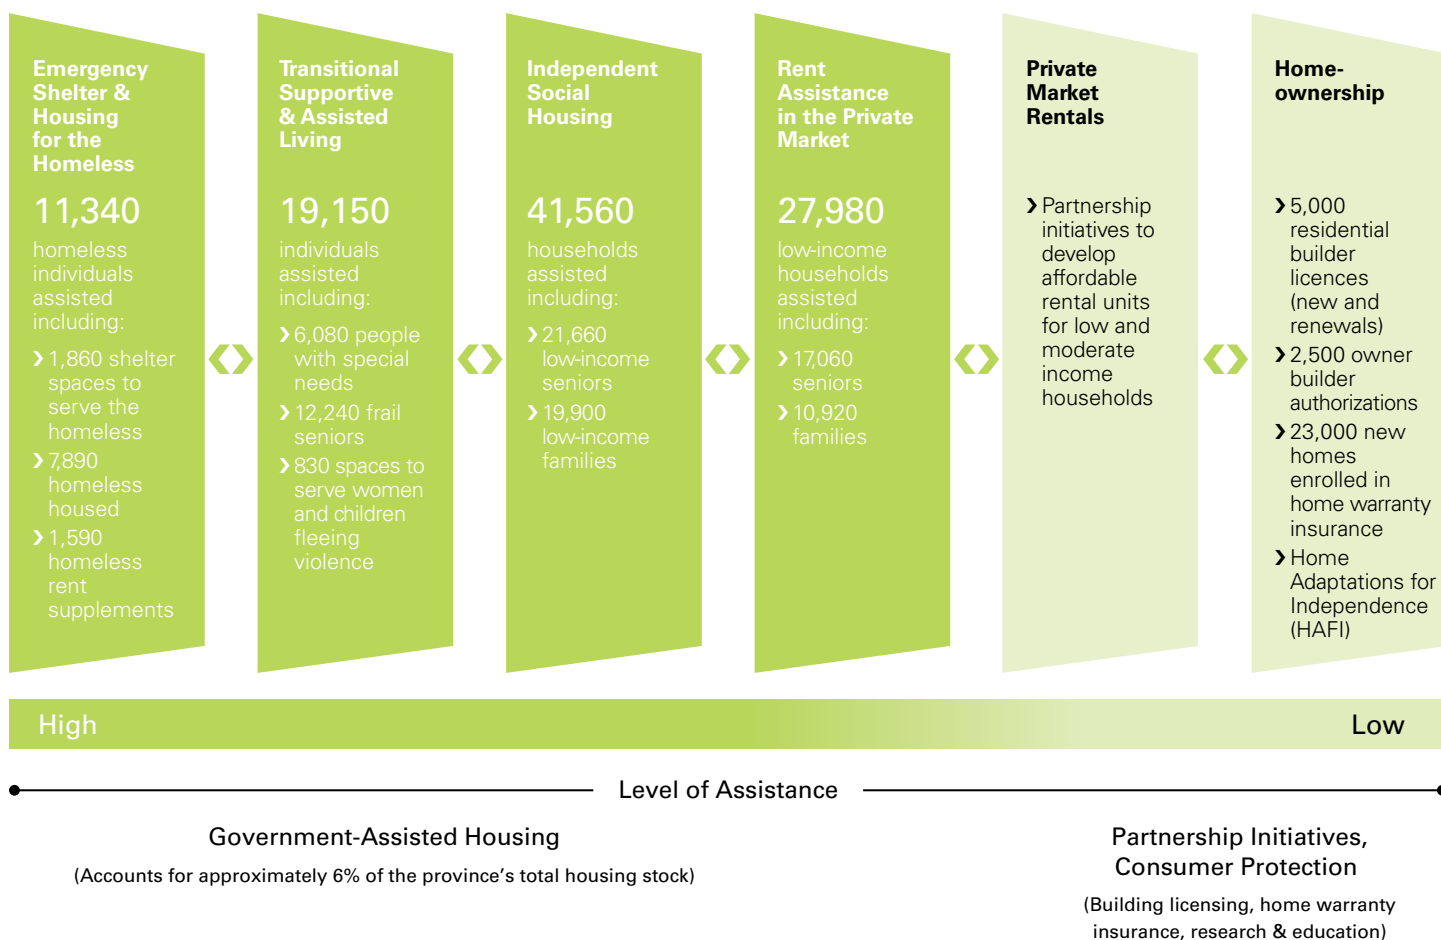 Emergency
Shelter &
Housing
for the
Homeless
11,340
homeless
individuals
assisted
including:
❯ 1,860 shelter
spaces to
serve the
homeless
❯ 7,890
homeless
housed
❯ 1,590
homeless
rent
supplements
Transitional
Supportive
& Assisted
Living
19,150
individuals
assisted
including:
❯ 6,080 people
with special
needs
❯ 12,240 frail
seniors
❯ 830 spaces to
serve women
and children
fleeing
violence
Independent
Social
Housing
41,560
households
assisted
including:
❯ 21,660
low-income
seniors
❯ 19,900
low-income
families
Rent
Assistance
in the Private
Market
27,980
low-income
households
assisted
including:
❯ 17,060
seniors
❯ 10,920
families
Private
Market
Rentals
❯ Partnership
initiatives to
develop
affordable
rental units
for low and
moderate
income
households
Home-
ownership
❯ 5,000
residential
builder
licences
(new and
renewals)
❯ 2,500 owner
builder
authorizations
❯ 23,000 new
homes
enrolled in
home warranty
insurance
❯ Home
Adaptations for
Independence
(HAFI)
High
Low
Level of Assistance
Government-Assisted Housing
(Accounts for approximately 6% of the province's total housing stock)
Partnership Initiatives,
Consumer Protection
(Building licensing, home warranty
insurance, research & education)